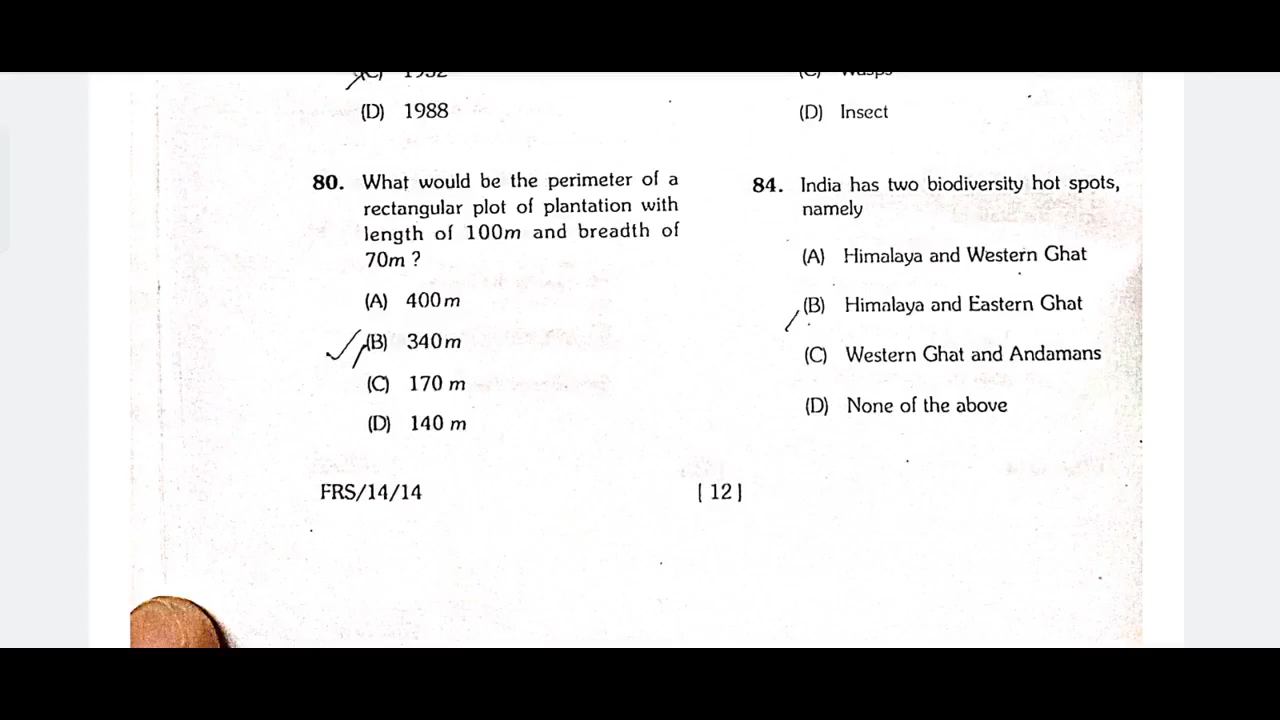 (D) 1988
80. What would be the perimeter of a
rectangular plot of plantation with
length of 100m and breadth of
70m ?
(A) 400m
(B) 340m
(C) 170 m
(D) 140 m
FRS/14/14
(D) Insect
84. India has two biodiversity hot spots,
namely
(A) Himalaya and Western Ghat
(B) Himalaya and Eastern Ghat
(C) Western Ghat and Andamans
(D) None of the above
[ 12 ]